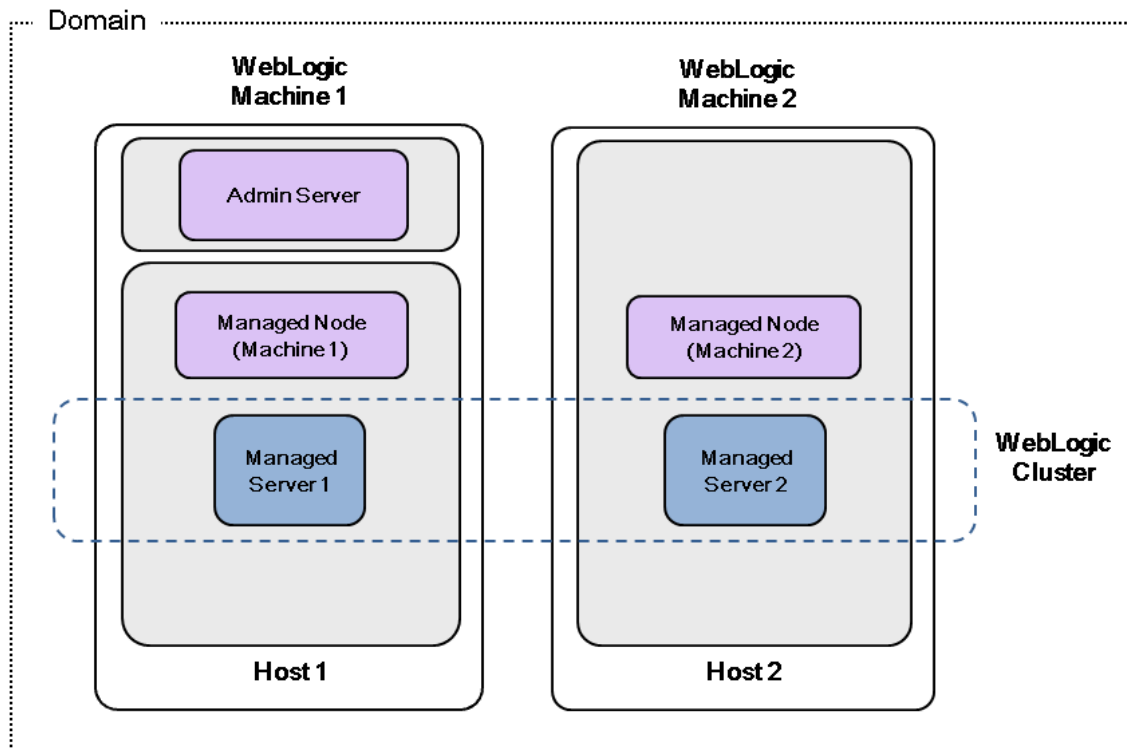 Domain
WebLogic
Machine 1
WebLogic
Machine 2
Admin Server
Managed Node
(Machine 1)
Managed Node
(Machine 2)
Managed
Server 1
Managed
Server 2
WebLogic
Cluster
Host 1
Host 2